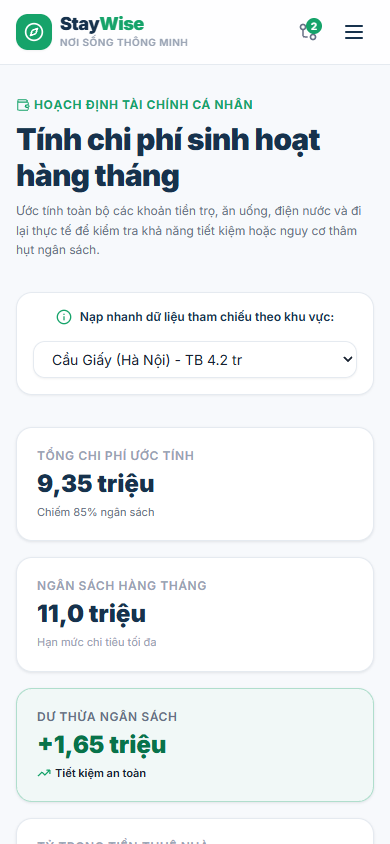 StayWise
NƠI SỐNG THÔNG MINH
2
HOẠCH ĐỊNH TÀI CHÍNH CÁ NHÂN
Tính chi phí sinh hoạt
hàng tháng
Ước tính toàn bộ các khoản tiền trọ, ăn uống, điện nước và đi
lại thực tế để kiểm tra khả năng tiết kiệm hoặc nguy cơ thâm
hụt ngân sách.
Nạp nhanh dữ liệu tham chiếu theo khu vực:
Cầu Giấy (Hà Nội) - TB 4.2 tr
TỔNG CHI PHÍ ƯỚC TÍNH
9,35 triệu
Chiếm 85% ngân sách
NGÂN SÁCH HÀNG THÁNG
11,0 triệu
Hạn mức chi tiêu tối đa
DƯ THỪA NGÂN SÁCH
+1,65 triệu
Tiết kiệm an toàn
TỶ TRỌNG TIỀN THUÊ NHÀ